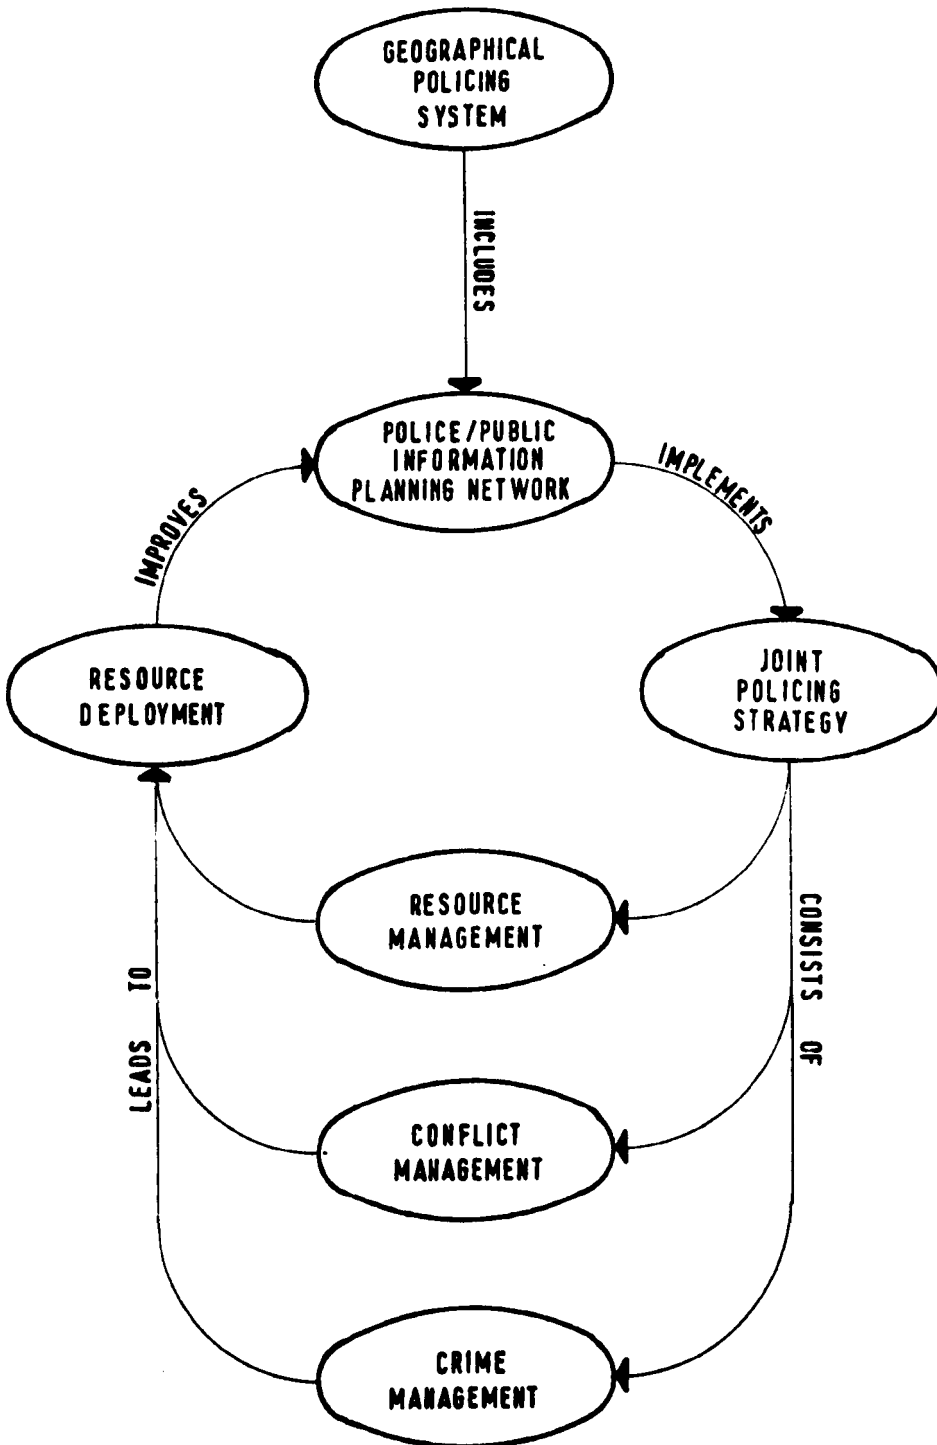 GEOGRAPHICAL
POLICING
SYSTEM
INCLUDES
POLICE/PUBLIC
INFORMATION
PLANNING NETWORK
IMPLEMENTS
IMPROVES
JOINT
POLICING
STRATEGY
RESOURCE
DEPLOYMENT
RESOURCE
MANAGEMENT
CONSISTS OF
LEADS TO
CONFLICT
MANAGEMENT
CRIME
MANAGEMENT